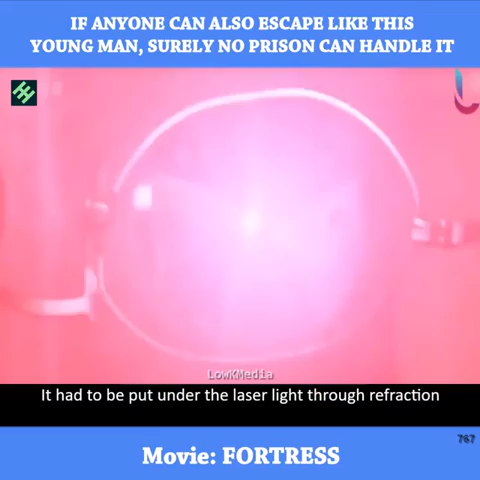 IF ANYONE CAN ALSO ESCAPE LIKE THIS
YOUNG MAN, SURELY NO PRISON CAN HANDLE IT
LowKMedia
It had to be put under the laser light through refraction
767
Movie: FORTRESS